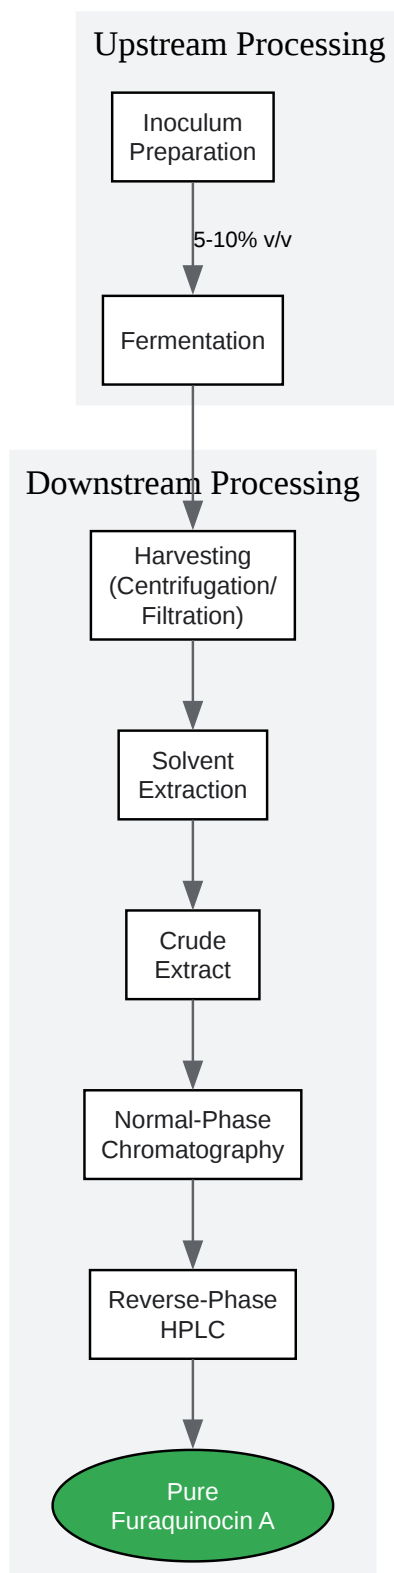 Upstream Processing
Inoculum
Preparation
5-10% v/v
Fermentation
Downstream Processing
Harvesting
(Centrifugation/
Filtration)
Solvent
Extraction
Crude
Extract
Normal-Phase
Chromatography
Reverse-Phase
HPLC
Pure
Furaquinocin A